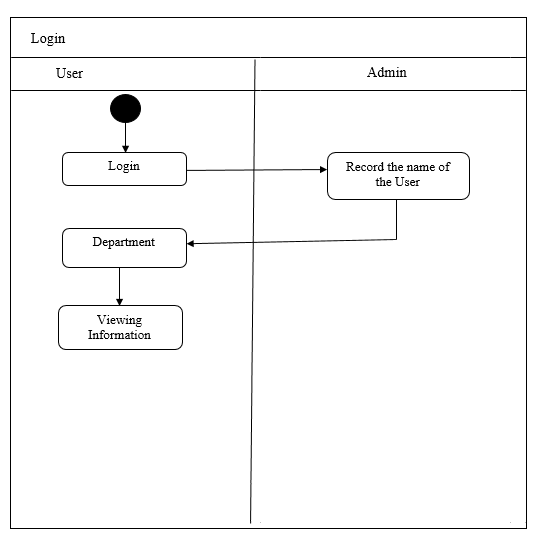 Login
User
Admin
Login
Record the name of
the User
Department
Viewing
Information